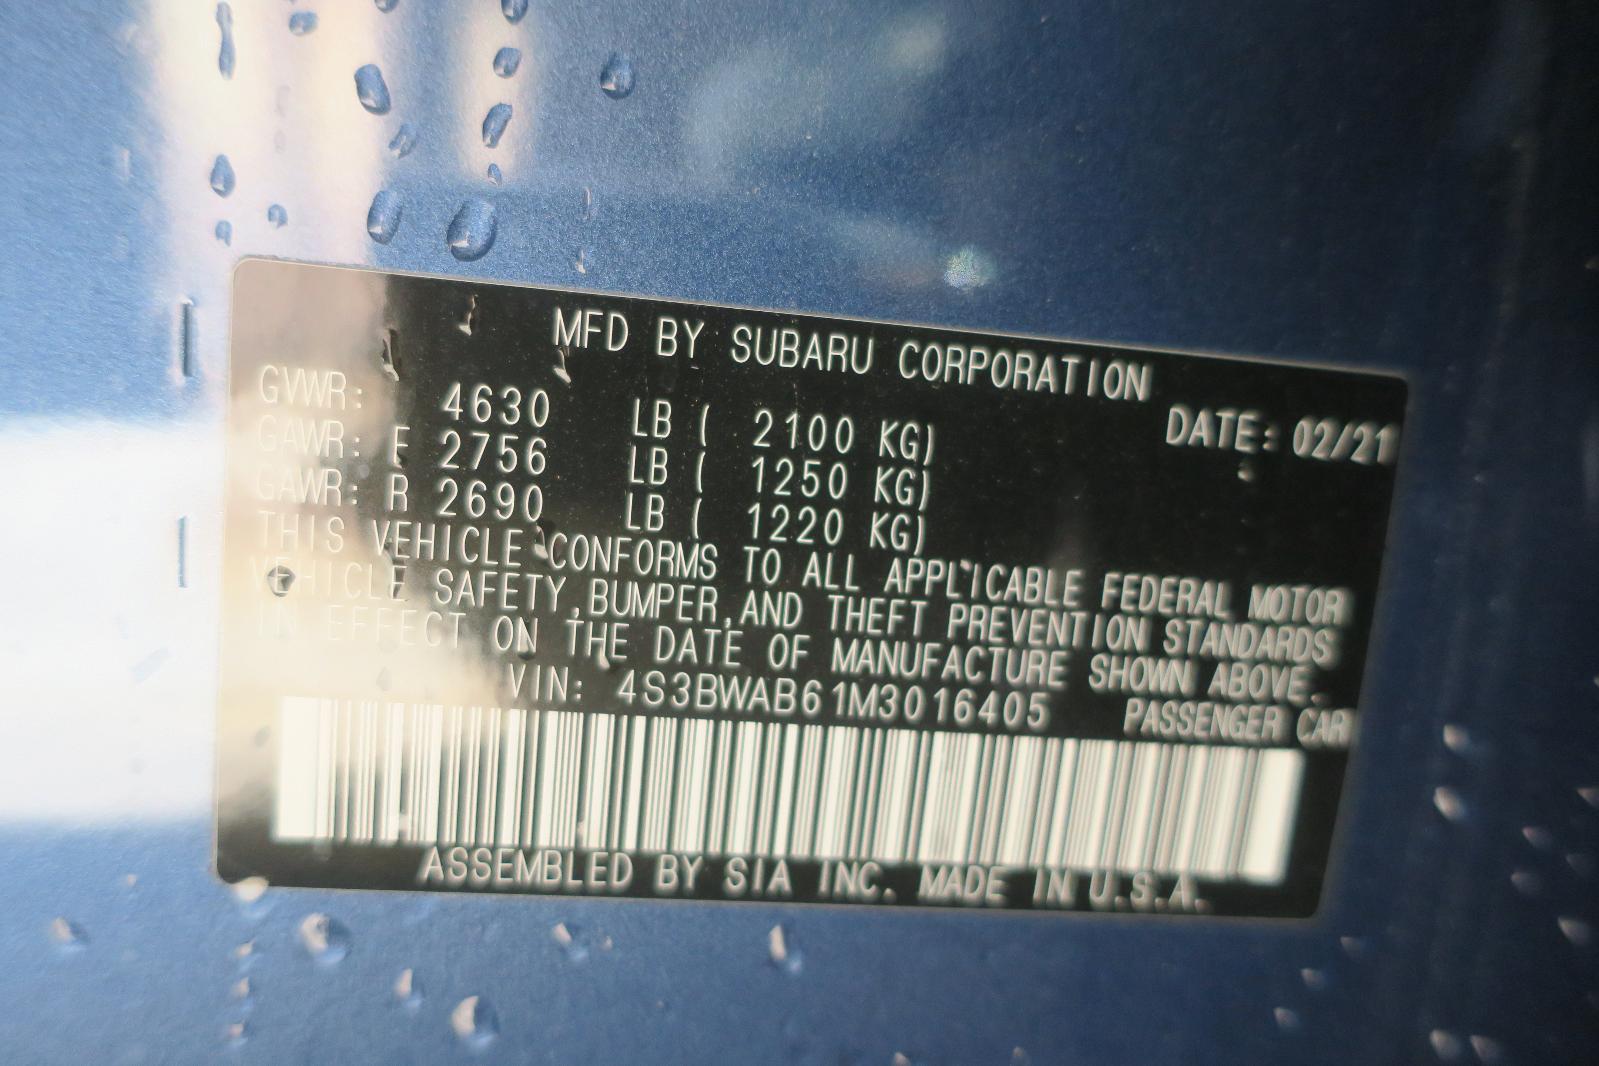 MFD BY SUBARU CORPORATION
GVWR: 4630 LB ( 2100 KG) DATE: 02/21
GAWR: F 2756 LB ( 1250 KG)
GAWR: R 2690 LB ( 1220 KG)
THIS VEHICLE CONFORMS TO ALL APPLICABLE FEDERAL MOTOR
VEHICLE SAFETY, BUMPER, AND THEFT PREVENTION STANDARDS
IN EFFECT ON THE DATE OF MANUFACTURE SHOWN ABOVE.
VIN: 4S3BWAB61M3016405 PASSENGER CAR
ASSEMBLED BY SIA INC. MADE IN U.S.A.